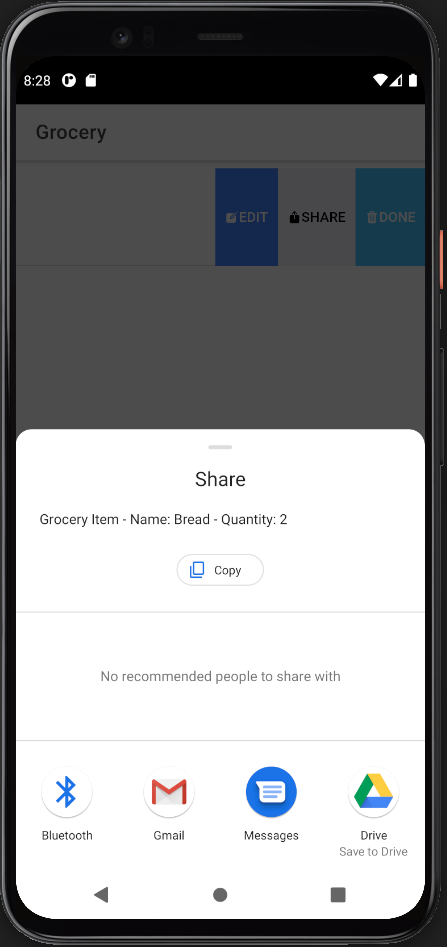 8:28
Grocery
EDIT
SHARE
DONE
Share
Grocery Item - Name: Bread - Quantity: 2
Copy
No recommended people to share with
Bluetooth
Gmail
Messages
Drive
Save to Drive